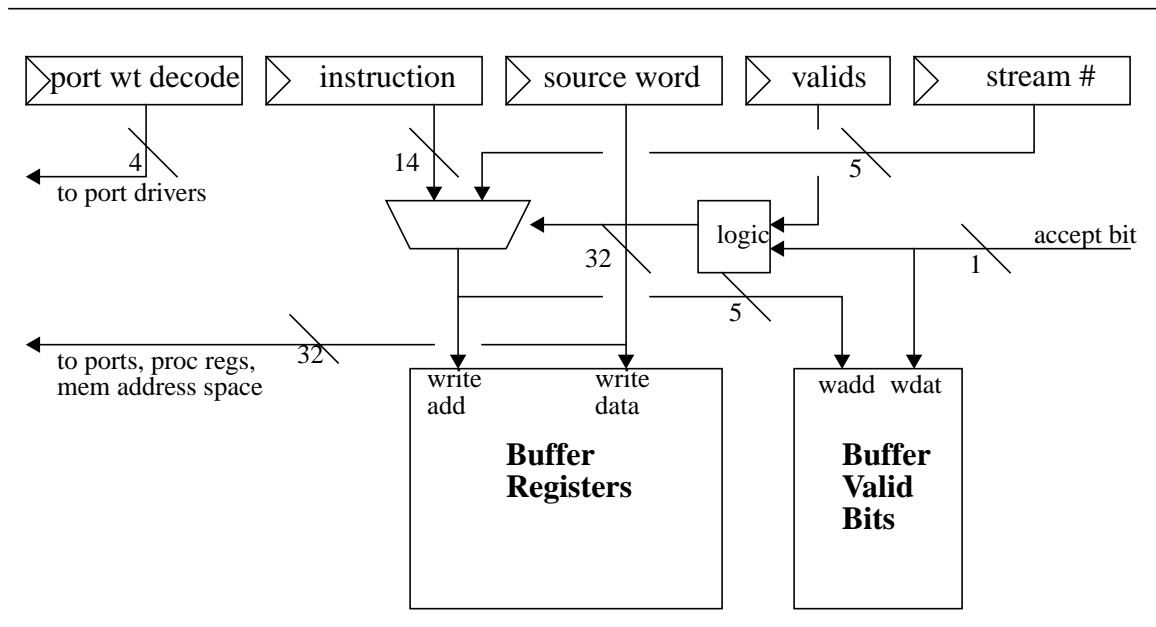 port wt decode
instruction
source word
valids
stream #
4
14
5
to port drivers
logic
accept bit
32
1
5
32
to ports, proc regs,
mem address space
write
add
write
data
wadd
wdat
Buffer
Registers
Buffer
Valid
Bits